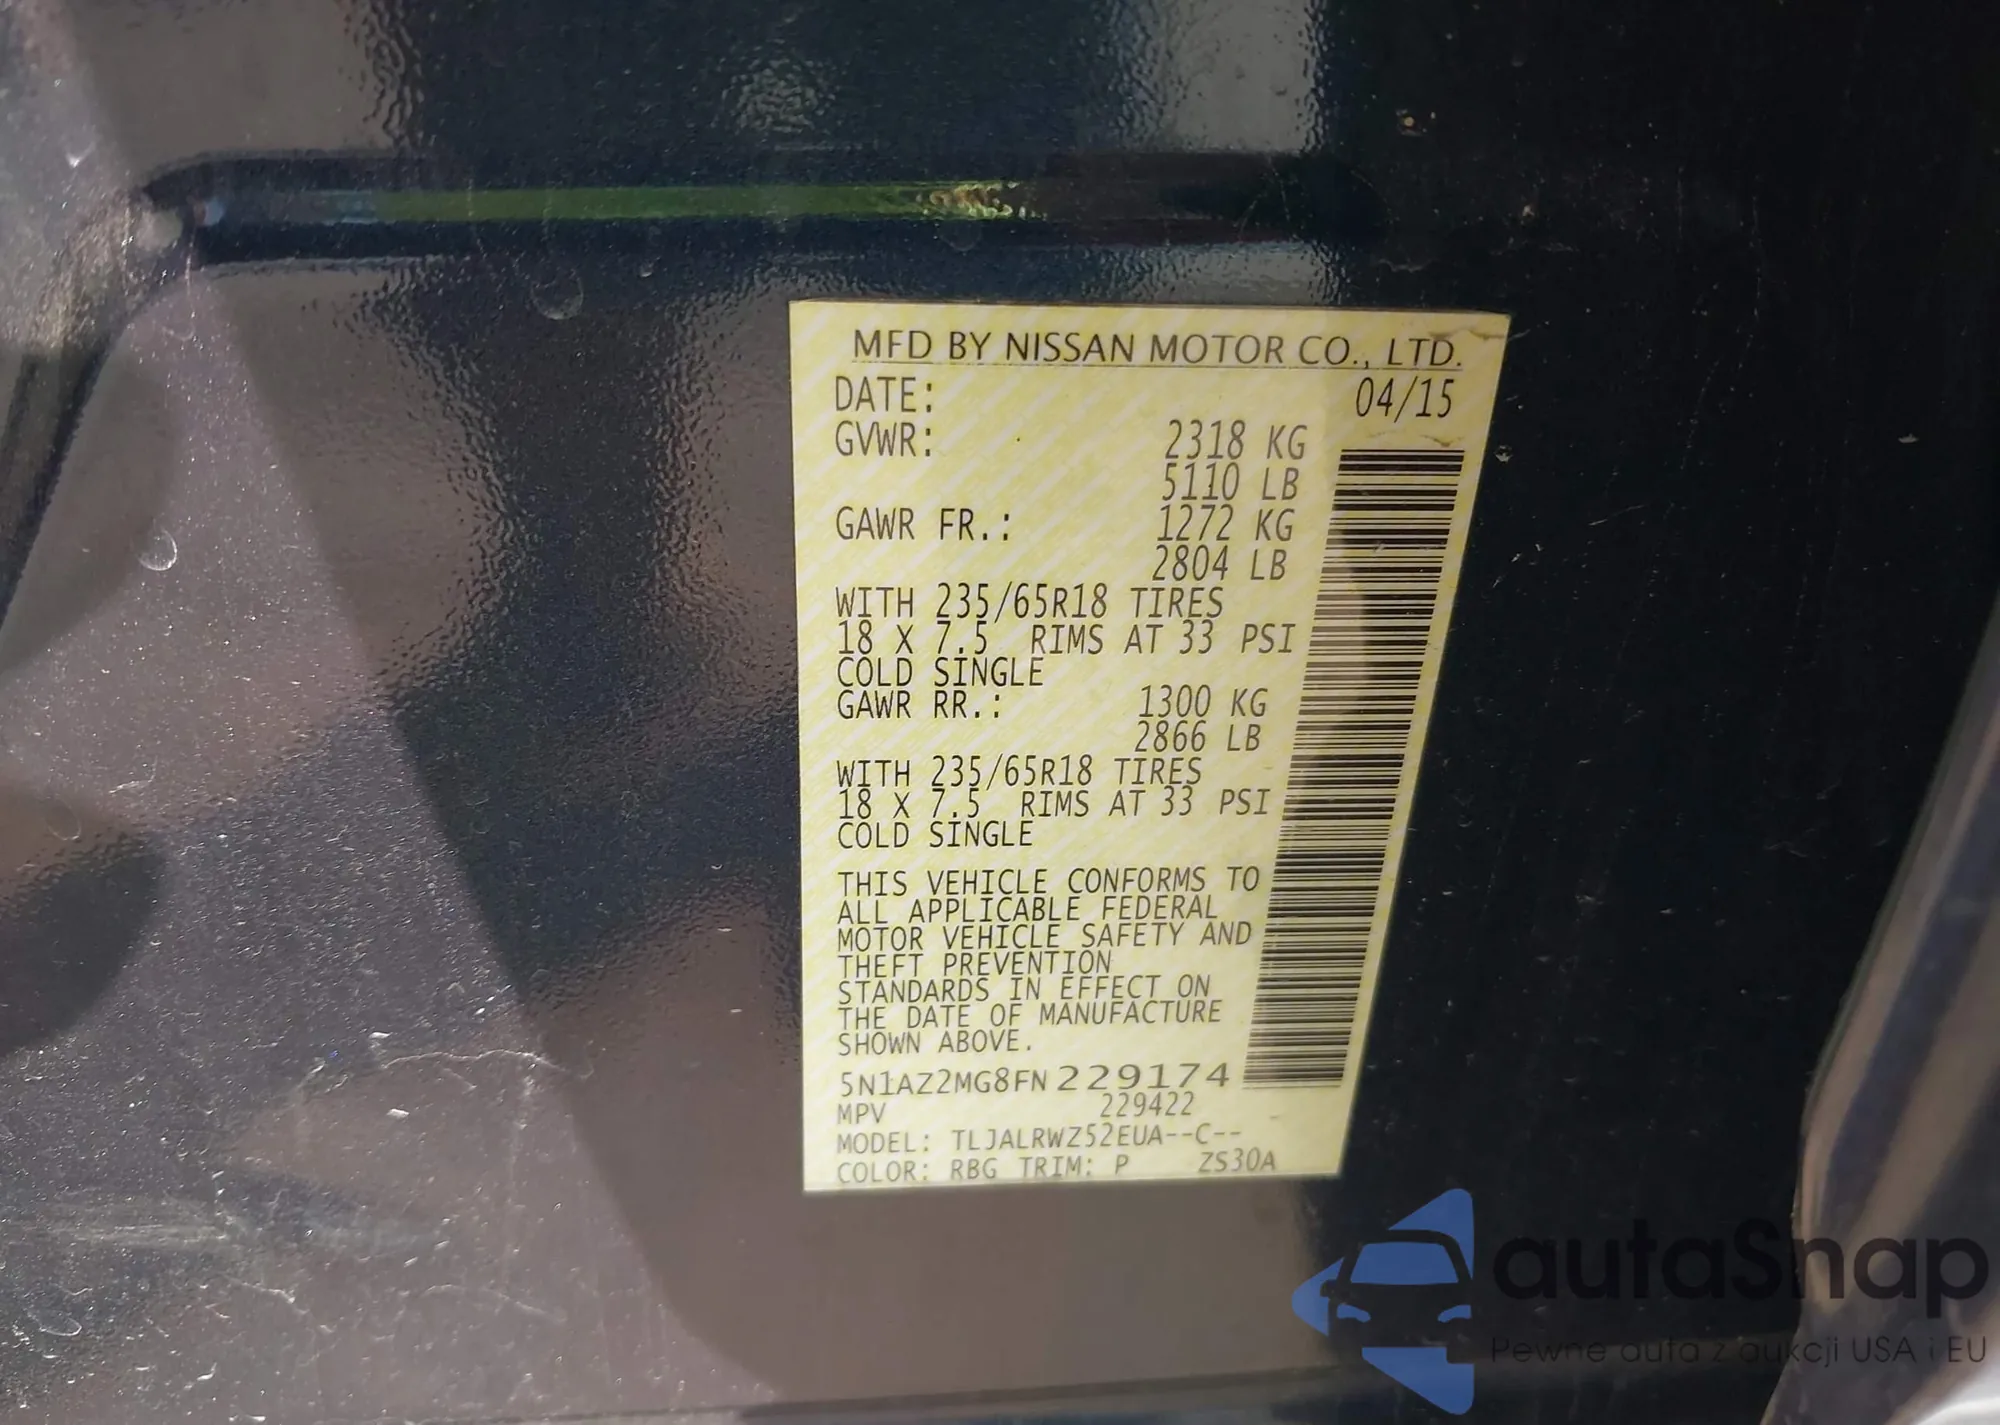 MFD BY NISSAN MOTOR CO., LTD.
DATE: 04/15
GVWR: 2318 KG
5110 LB
GAWR FR.: 1272 KG
2804 LB
WITH 235/65R18 TIRES
18 X 7.5 RIMS AT 33 PSI
COLD SINGLE
GAWR RR.: 1300 KG
2866 LB
WITH 235/65R18 TIRES
18 X 7.5 RIMS AT 33 PSI
COLD SINGLE
THIS VEHICLE CONFORMS TO
ALL APPLICABLE FEDERAL
MOTOR VEHICLE SAFETY AND
THEFT PREVENTION
STANDARDS IN EFFECT ON
THE DATE OF MANUFACTURE
SHOWN ABOVE.
5N1AZ2MG8FN229174
MPV 229422
MODEL: TLJALRWZ52EUA--C--
COLOR: RBG TRIM: P ZS30A
autaSnap
Pewne auta z aukcji USA i EU